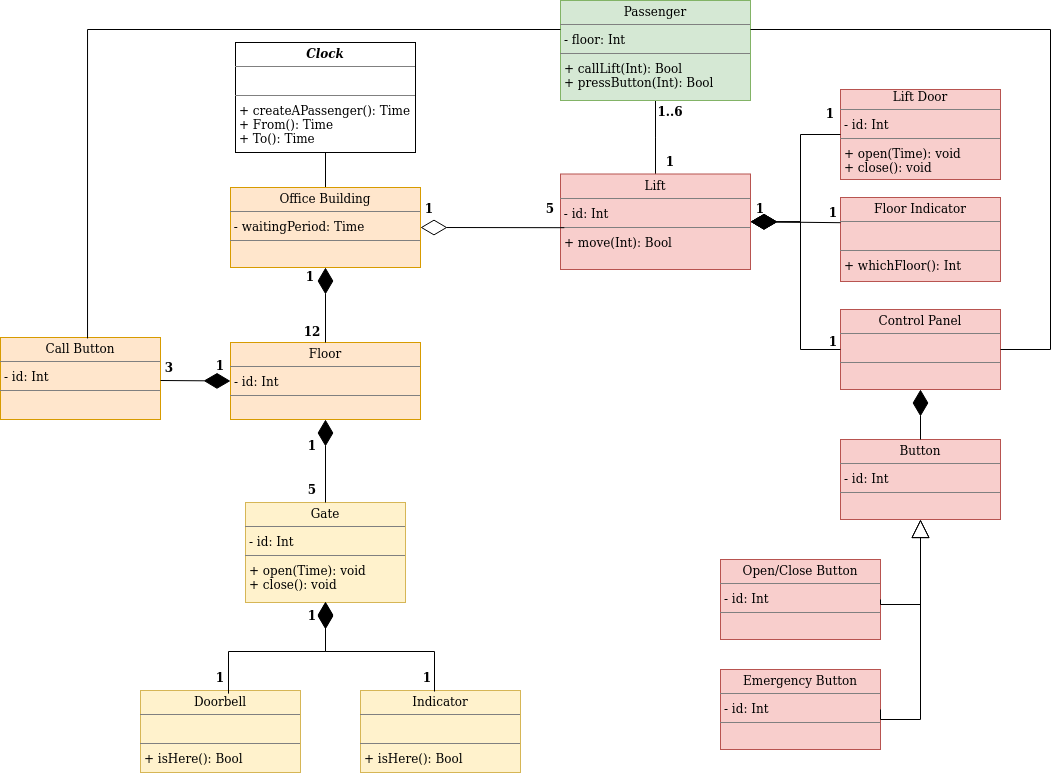 Passenger
- floor: Int
+ callLift(Int): Bool
+ pressButton(Int): Bool
Clock
+ createAPassenger(): Time
+ From(): Time
+ To(): Time
1..6
1
Lift Door
- id: Int
+ open(Time): void
+ close(): void
1
Office Building
- waitingPeriod: Time
1
5
Lift
- id: Int
+ move(Int): Bool
1
1
Floor Indicator
+ whichFloor(): Int
1
12
1
Control Panel
Call Button
- id: Int
3
1
Floor
- id: Int
Button
- id: Int
1
5
Gate
- id: Int
+ open(Time): void
+ close(): void
Open/Close Button
- id: Int
1
1
1
Doorbell
+ isHere(): Bool
Indicator
+ isHere(): Bool
Emergency Button
- id: Int